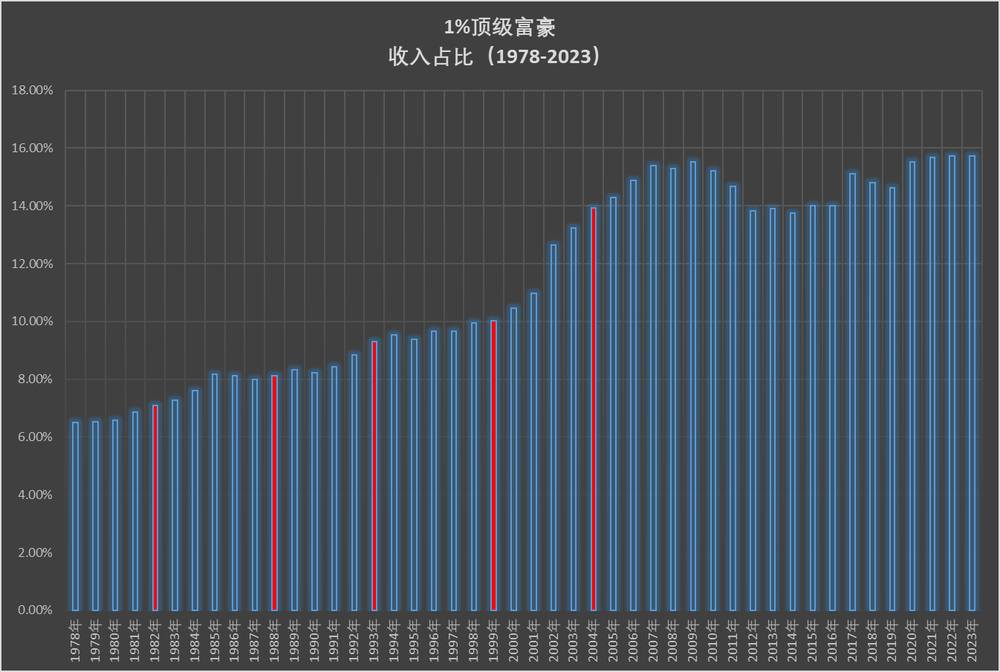 1%顶级富豪
收入占比（1978-2023）
18.00%
16.00%
14.00%
12.00%
10.00%
8.00%
6.00%
4.00%
2.00%
0.00%
1978年
1979年
1980年
1981年
1982年
1983年
1984年
1985年
1986年
1987年
1988年
1989年
1990年
1991年
1992年
1993年
1994年
1995年
1996年
1997年
1998年
1999年
2000年
2001年
2002年
2003年
2004年
2005年
2006年
2007年
2008年
2009年
2010年
2011年
2012年
2013年
2014年
2015年
2016年
2017年
2018年
2019年
2020年
2021年
2022年
2023年